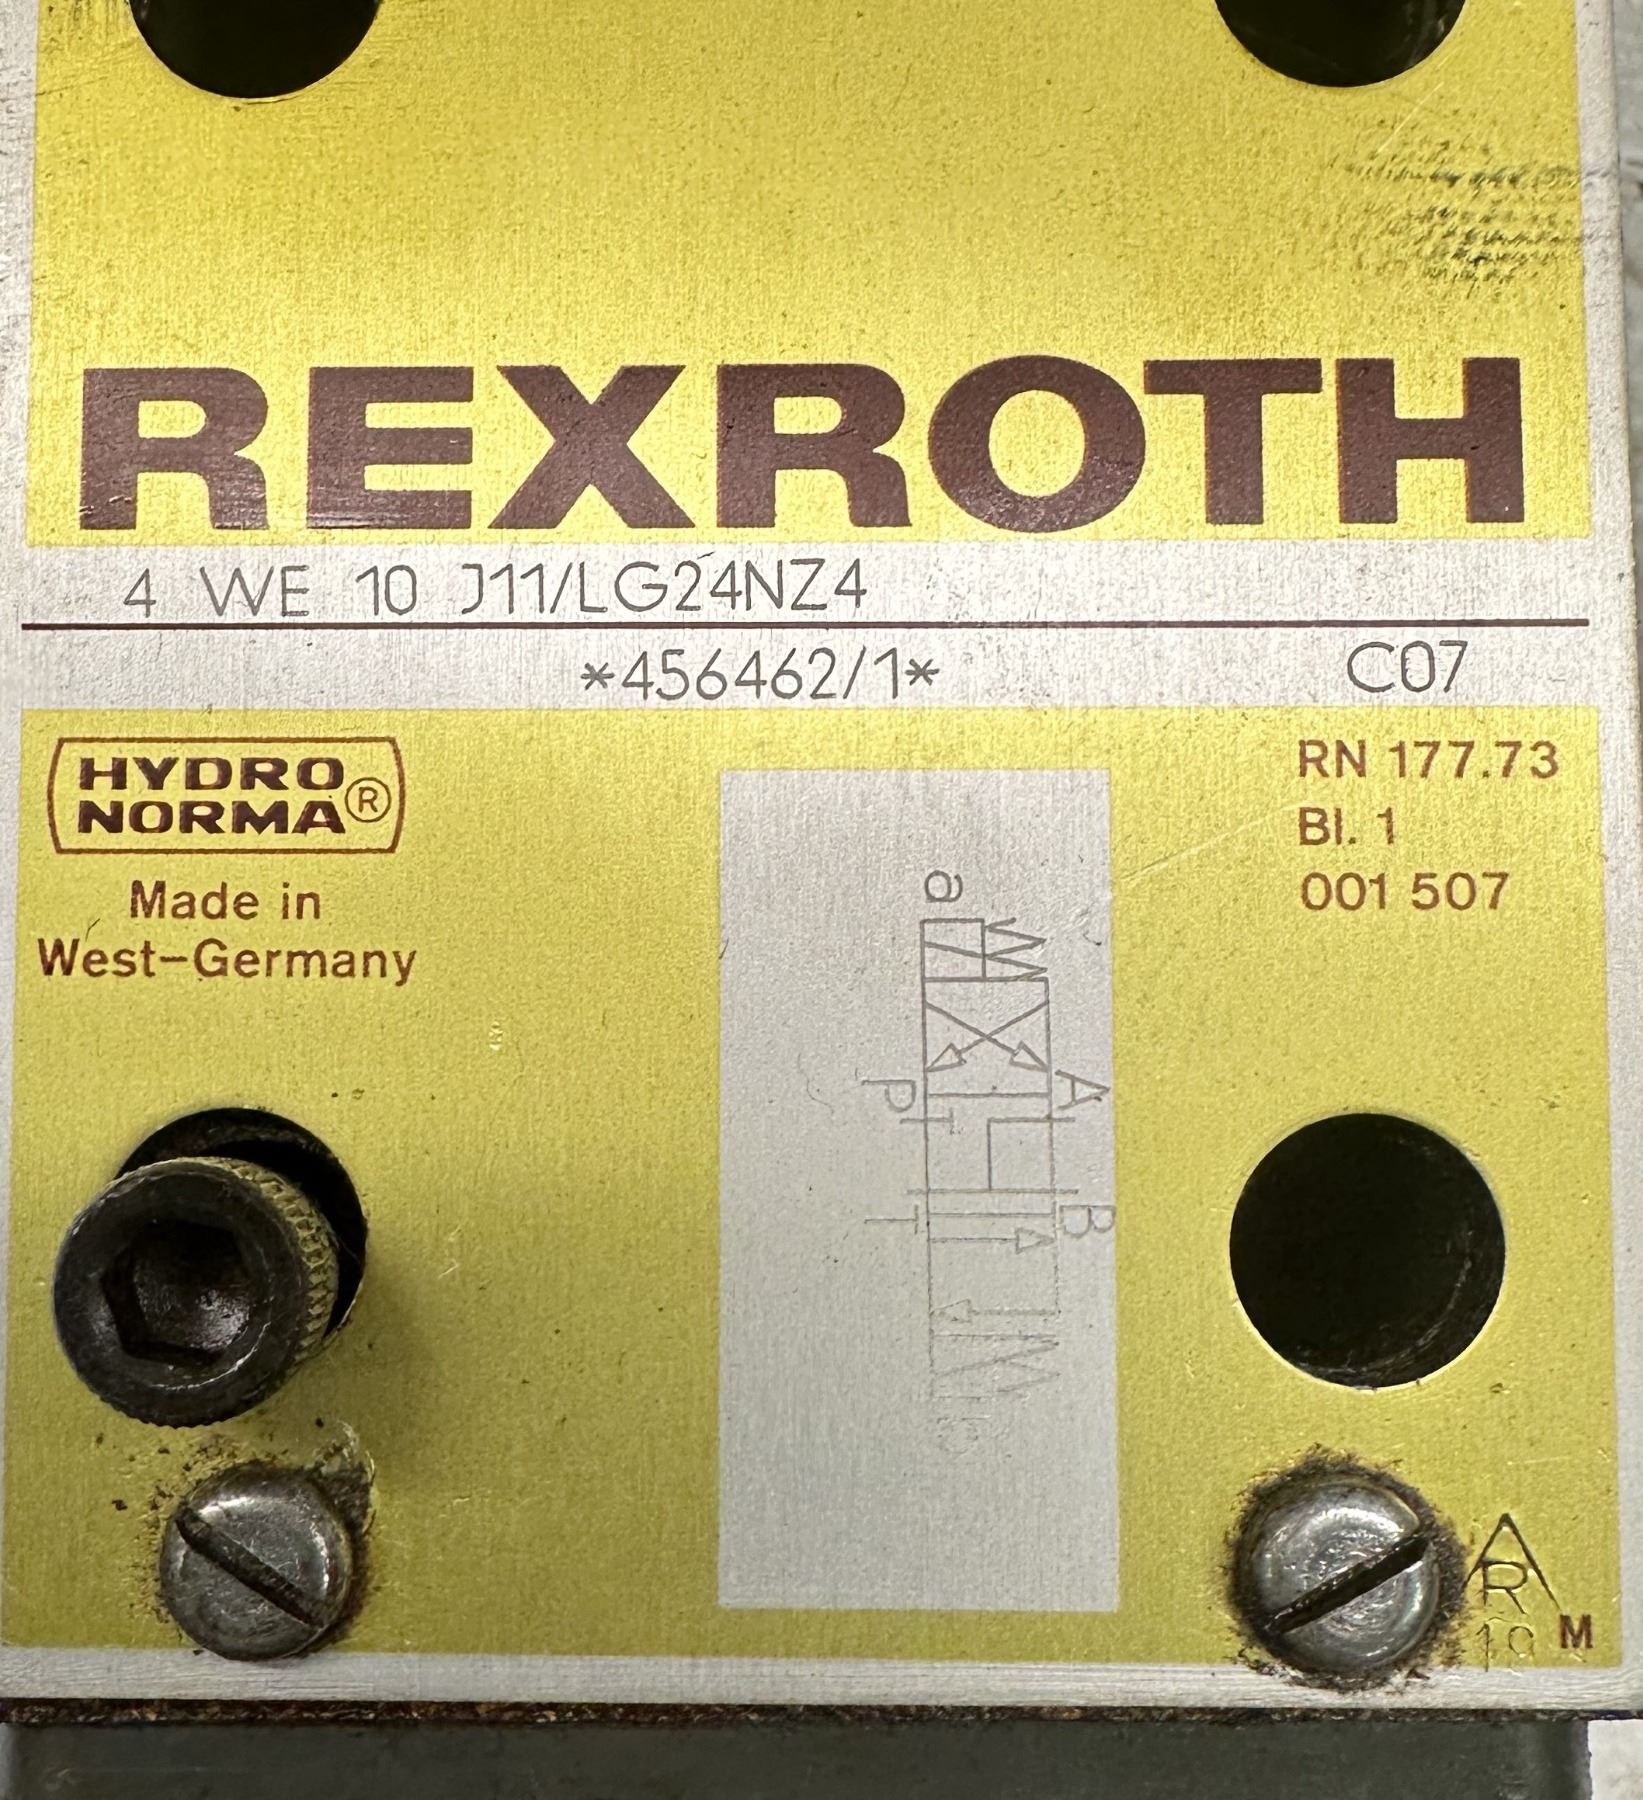 REXROTH
4 WE 10 J11/LG24NZ4
*456462/1* C07
HYDRO
NORMA®
Made in
West-Germany
RN 177.73
Bl. 1
001 507
a
A
P
T
B
T
b
A
R
10
M